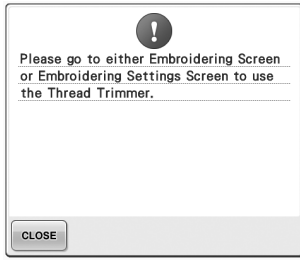 Please go to either Embroidering Screen
or Embroidering Settings Screen to use
the Thread Trimmer.
CLOSE